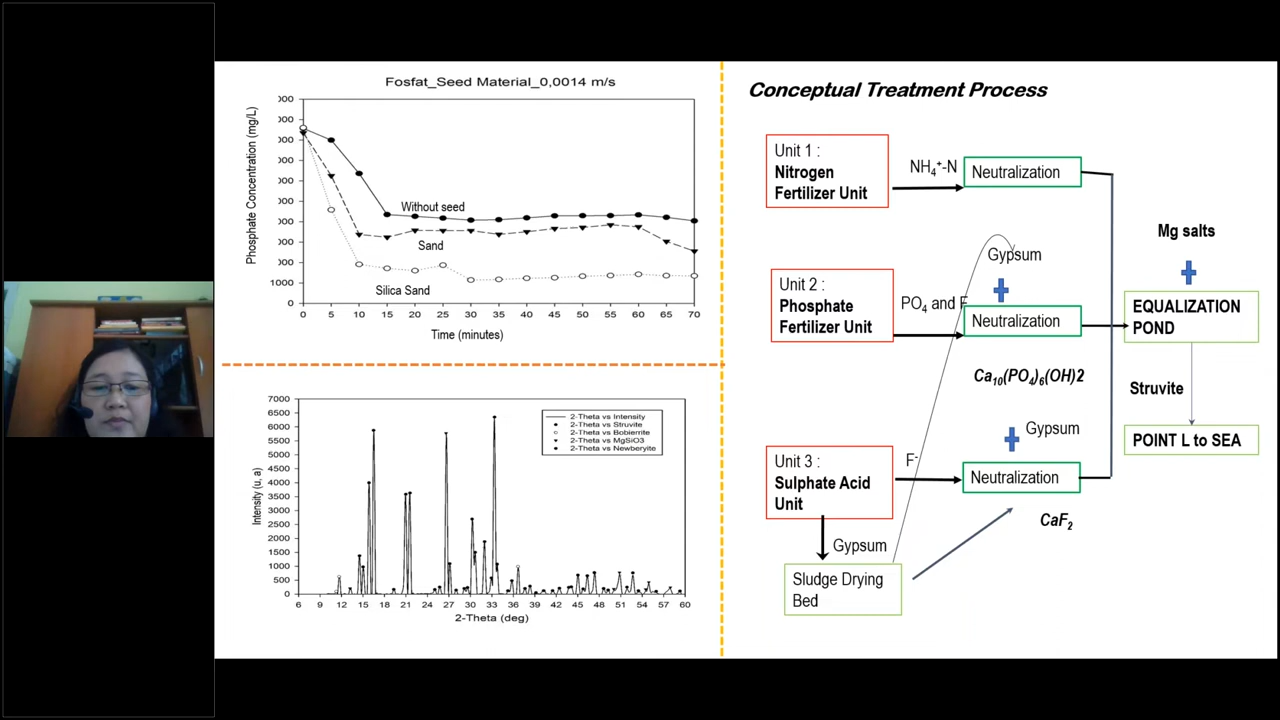 Fosfat_Seed Material_0,0014 m/s
Phosphate Concentration (mg/L)
1000
0
Without seed
Sand
Silica Sand
0 5 10 15 20 25 30 35 40 45 50 55 60 65 70
Time (minutes)
7000
6500
6000
5500
5000
4500
4000
3500
3000
2500
2000
1500
1000
500
0
Intensity (u, a)
2-Theta vs Intensity
2-Theta vs Struvite
2-Theta vs Bobierrite
2-Theta vs MgSiO3
2-Theta vs Newberyite
6 9 12 15 18 21 24 27 30 33 36 39 42 45 48 51 54 57 60
2-Theta (deg)
Conceptual Treatment Process
Unit 1 :
Nitrogen
Fertilizer Unit
NH₄⁺-N
Neutralization
Mg salts
Gypsum
Unit 2 :
Phosphate
Fertilizer Unit
PO₄ and F
Neutralization
EQUALIZATION
POND
Ca₁₀(PO₄)₆(OH)2
Struvite
Gypsum
POINT L to SEA
Unit 3 :
Sulphate Acid
Unit
F⁻
Neutralization
CaF₂
Gypsum
Sludge Drying
Bed